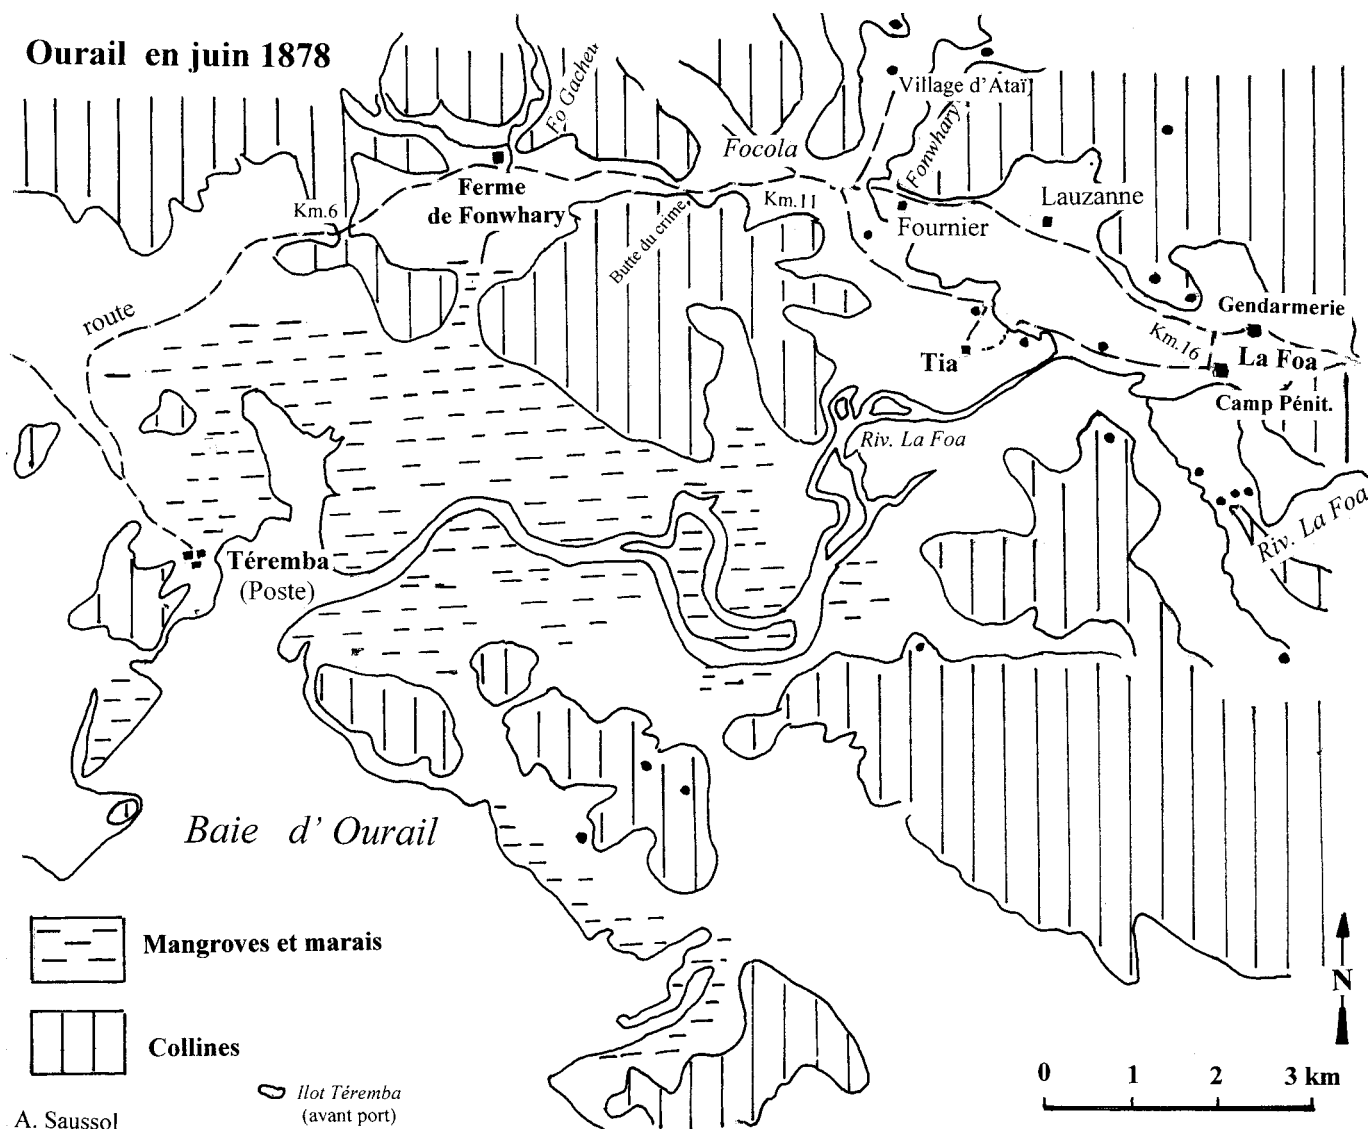 Ourail en juin 1878
Fo Gacheu
Village d'Ataï
Focola
Fonwhary
Ferme
de Fonwhary
Km.6
Km.11
Lauzanne
Fournier
Butte du crime
route
Gendarmerie
Km.16
La Foa
Tia
Camp Pénit.
Riv. La Foa
Riv. La Foa
Téremba
(Poste)
Baie d' Ourail
Mangroves et marais
Collines
N
0 1 2 3 km
Ilot Téremba
(avant port)
A. Saussol